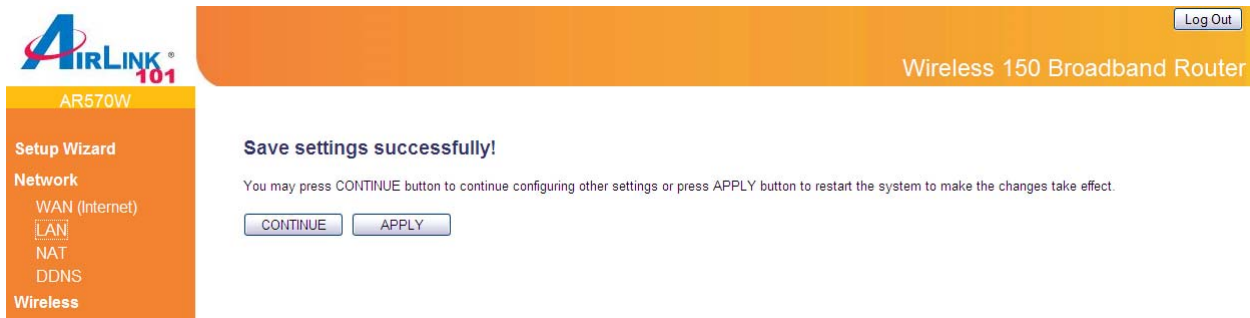 Log Out
AIRLINK®
101
Wireless 150 Broadband Router
AR570W
Setup Wizard
Network
WAN (Internet)
LAN
NAT
DDNS
Wireless
Save settings successfully!
You may press CONTINUE button to continue configuring other settings or press APPLY button to restart the system to make the changes take effect.
CONTINUE APPLY